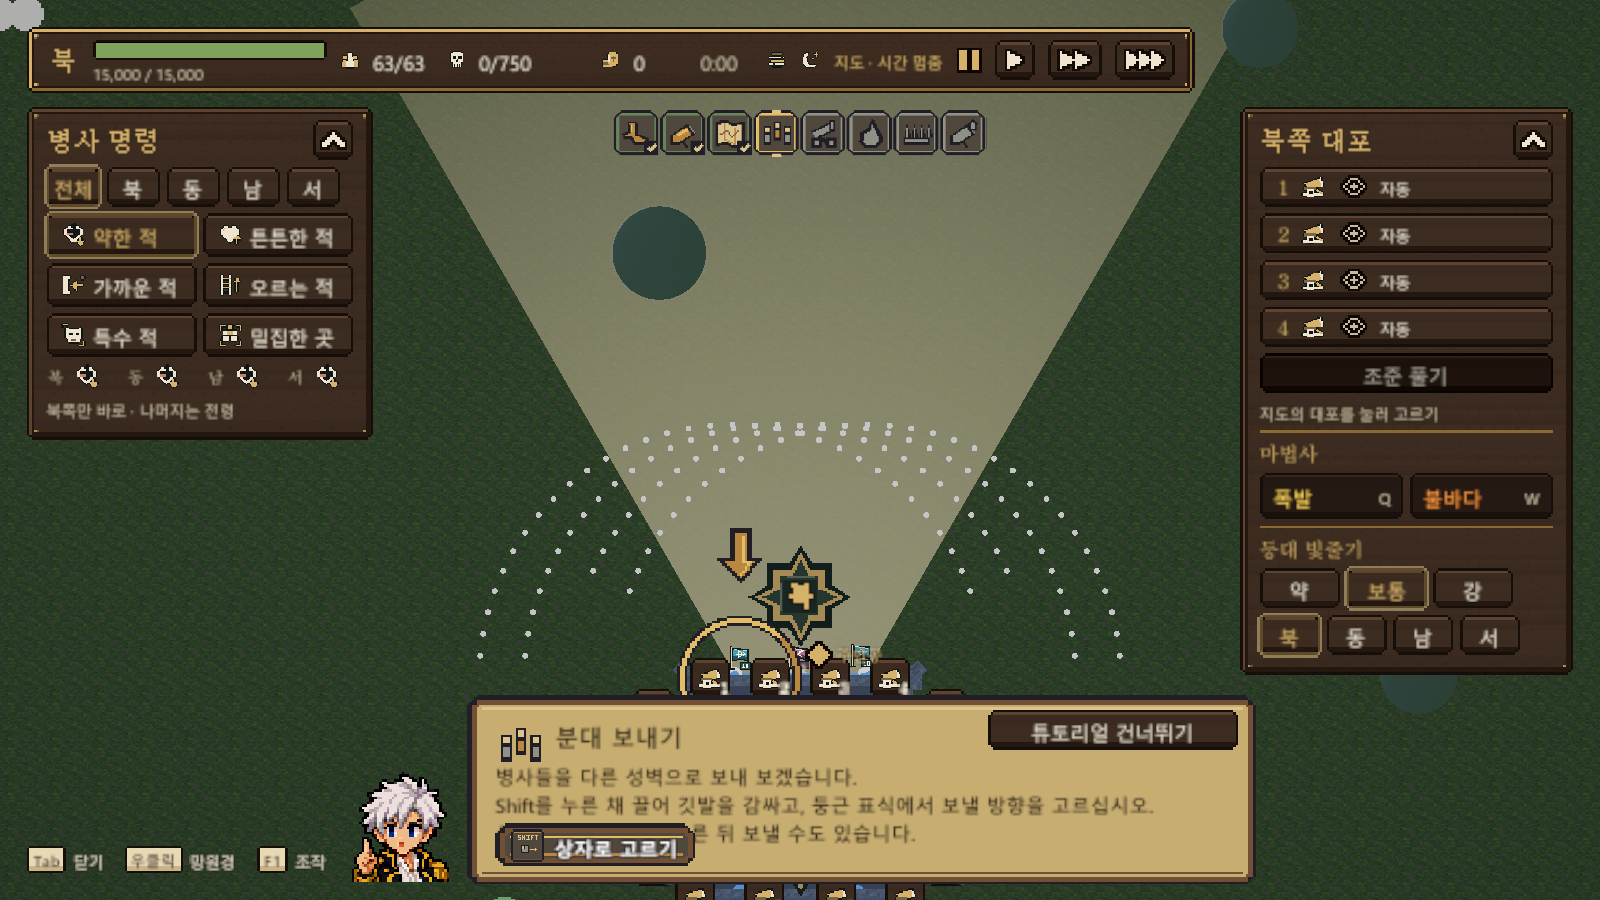 북
15,000 / 15,000
63/63
0/750
0
0:00
지도 · 시간 멈춤
병사 명령
전체 북 동 남 서
약한 적 튼튼한 적
가까운 적 오르는 적
특수 적 밀집한 곳
북 동 남 서
북쪽만 바로 · 나머지는 전령
북쪽 대포
1 자동
2 자동
3 자동
4 자동
조준 풀기
지도의 대포를 눌러 고르기
마법사
폭발 Q 불바다 W
등대 빛줄기
약 보통 강
북 동 남 서
분대 보내기
튜토리얼 건너뛰기
병사들을 다른 성벽으로 보내 보겠습니다.
Shift를 누른 채 끌어 깃발을 감싸고, 둥근 표식에서 보낼 방향을 고르십시오.
른 뒤 보낼 수도 있습니다.
SHIFT
상자로 고르기
Tab 닫기 우클릭 망원경 F1 조작